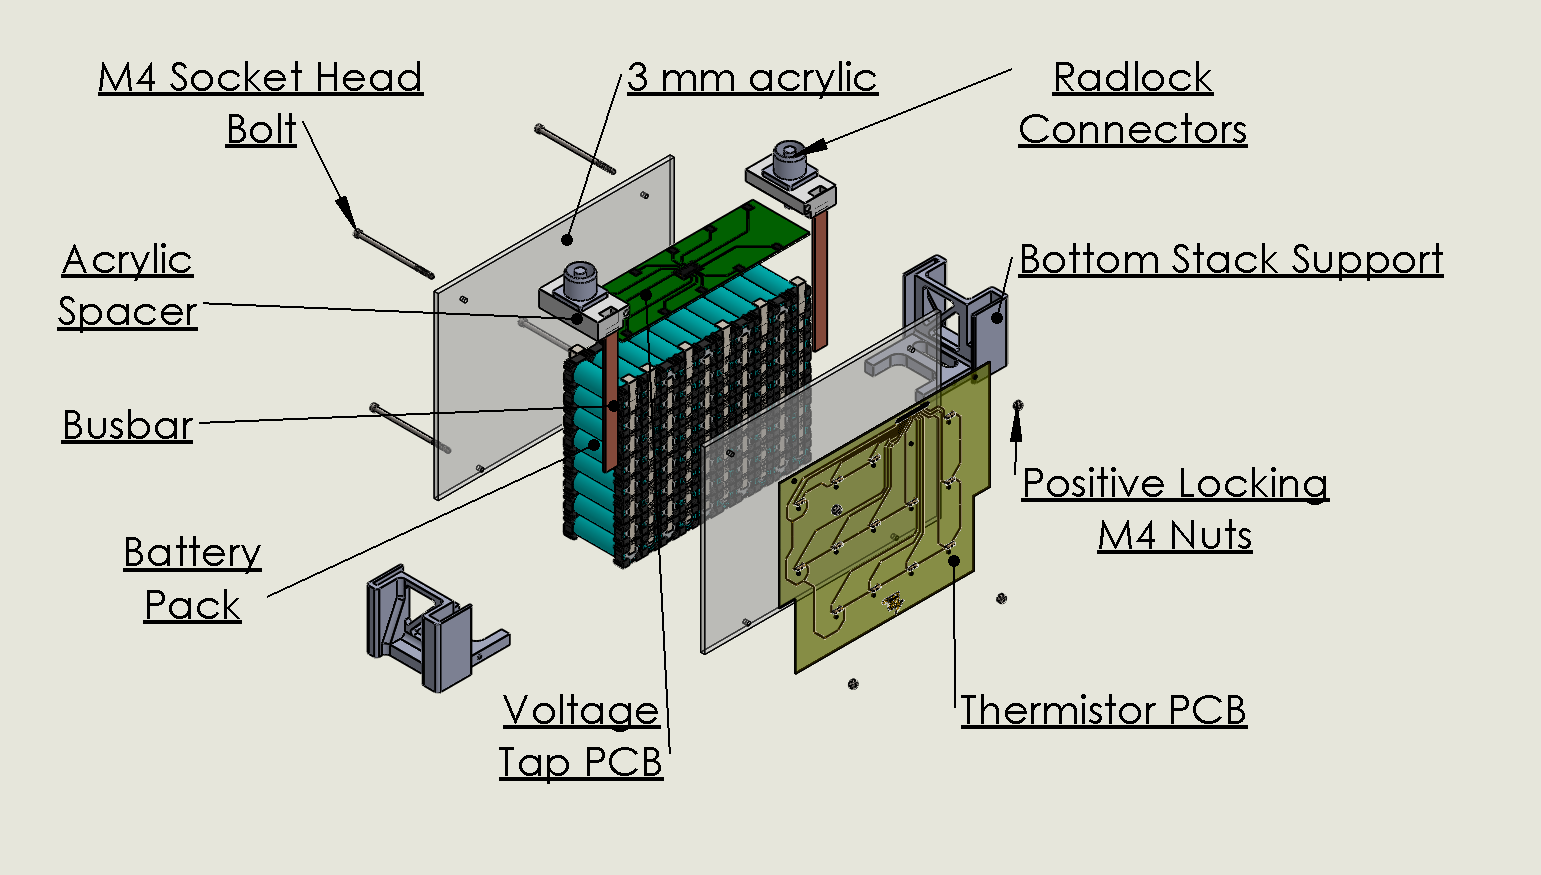 M4 Socket Head
Bolt
3 mm acrylic
Radlock
Connectors
Acrylic
Spacer
Bottom Stack Support
Busbar
Positive Locking
M4 Nuts
Battery
Pack
Voltage
Tap PCB
Thermistor PCB